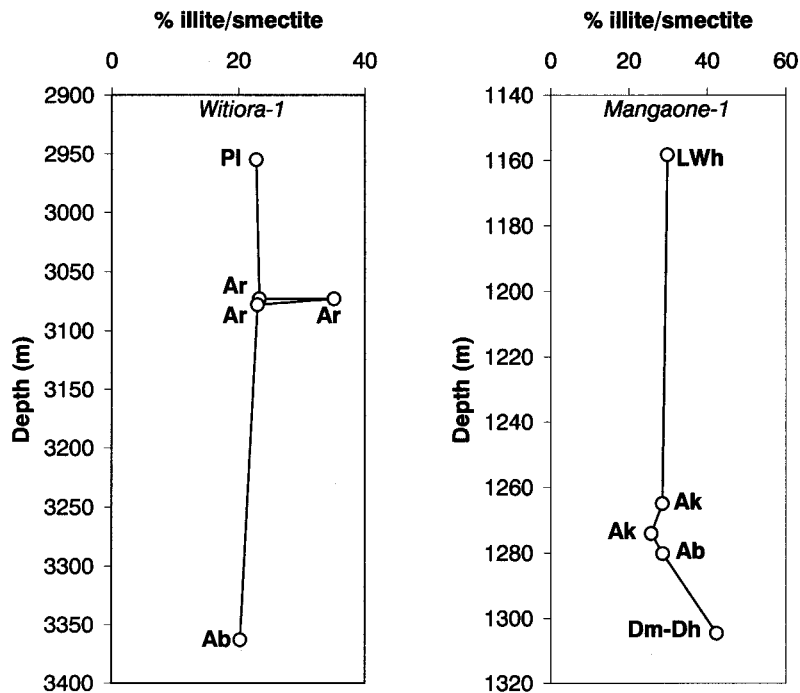 % illite/smectite
0 20 40
Witiora-1
Depth (m)
2900
2950
3000
3050
3100
3150
3200
3250
3300
3350
3400
Pl
Ar
Ar
Ar
Ab
% illite/smectite
0 20 40 60
Mangaone-1
Depth (m)
1140
1160
1180
1200
1220
1240
1260
1280
1300
1320
LWh
Ak
Ak
Ab
Dm-Dh